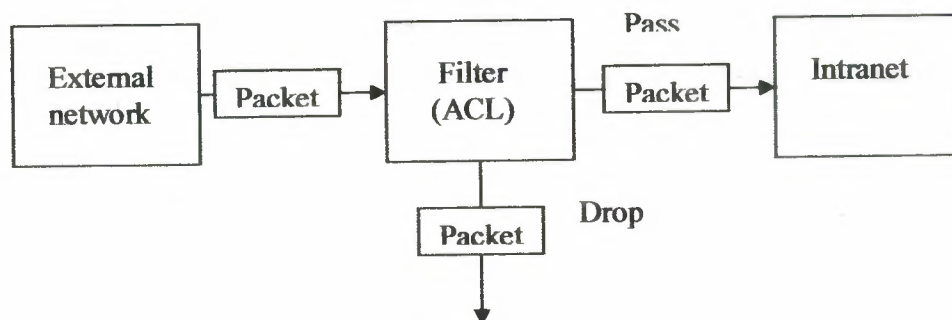 Pass
External
network
Packet
Filter
(ACL)
Packet
Intranet
Packet
Drop